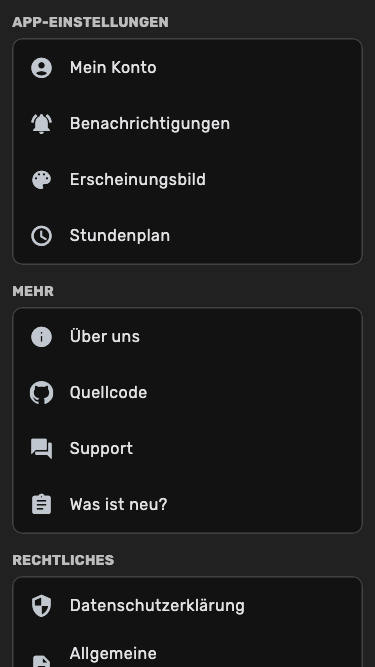 APP-EINSTELLUNGEN
Mein Konto
Benachrichtigungen
Erscheinungsbild
Stundenplan
MEHR
Über uns
Quellcode
Support
Was ist neu?
RECHTLICHES
Datenschutzerklärung
Allgemeine